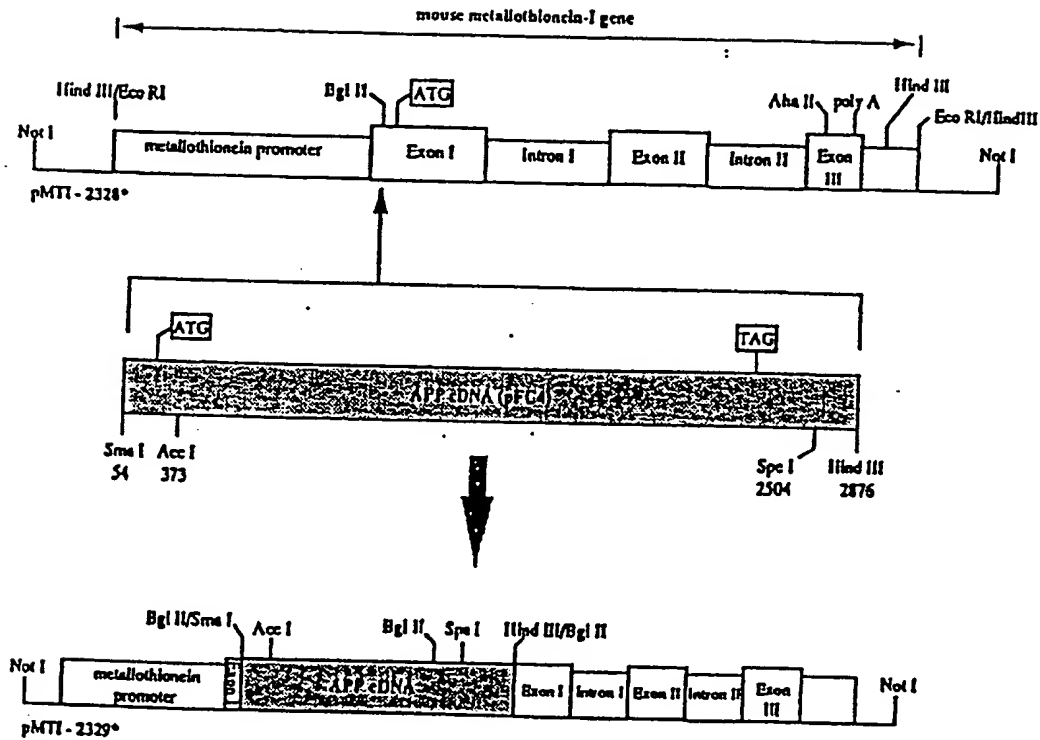 mouse metallothionein-I gene
Hind III/Eco RI
Bgl II
ATG
Aha II
poly A
Hind III
Eco RI/Hind III
Not I
metallothionein promoter
Exon I
Intron I
Exon II
Intron II
Exon
III
Not I
pMTI - 2328*
ATG
TAG
APP cDNA (pFC4)
Sma I
54
Acc I
373
Spe I
2504
Hind III
2876
Bgl II/Sma I
Acc I
Bgl II
Spe I
Hind III/Bgl II
Not I
metallothionein
promoter
APP cDNA
Exon I
Intron I
Exon II
Intron II
Exon
III
Not I
pMTI - 2329*